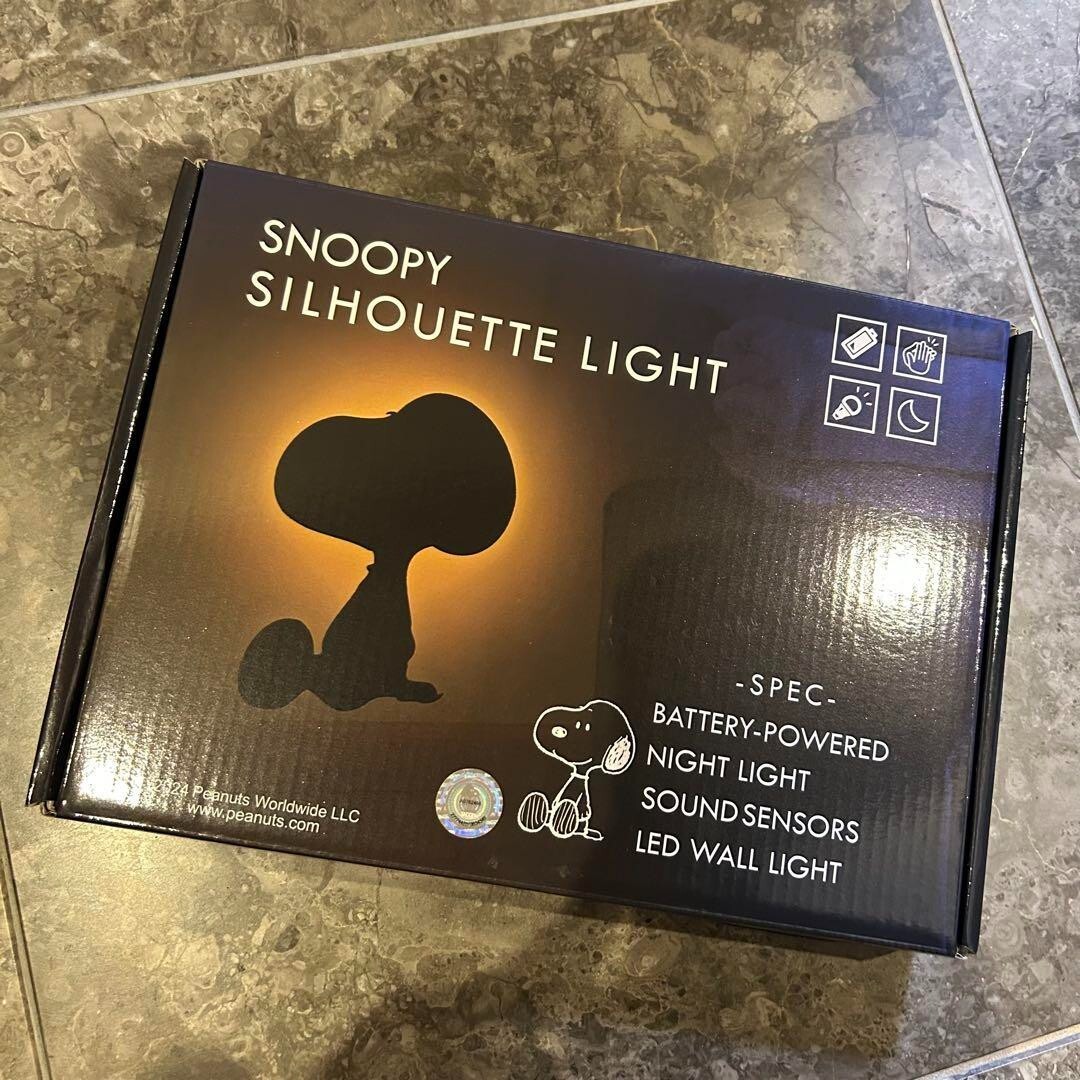 SNOOPY
SILHOUETTE LIGHT
-SPEC-
BATTERY-POWERED
NIGHT LIGHT
SOUND SENSORS
LED WALL LIGHT
2024 Peanuts Worldwide LLC
www.peanuts.com